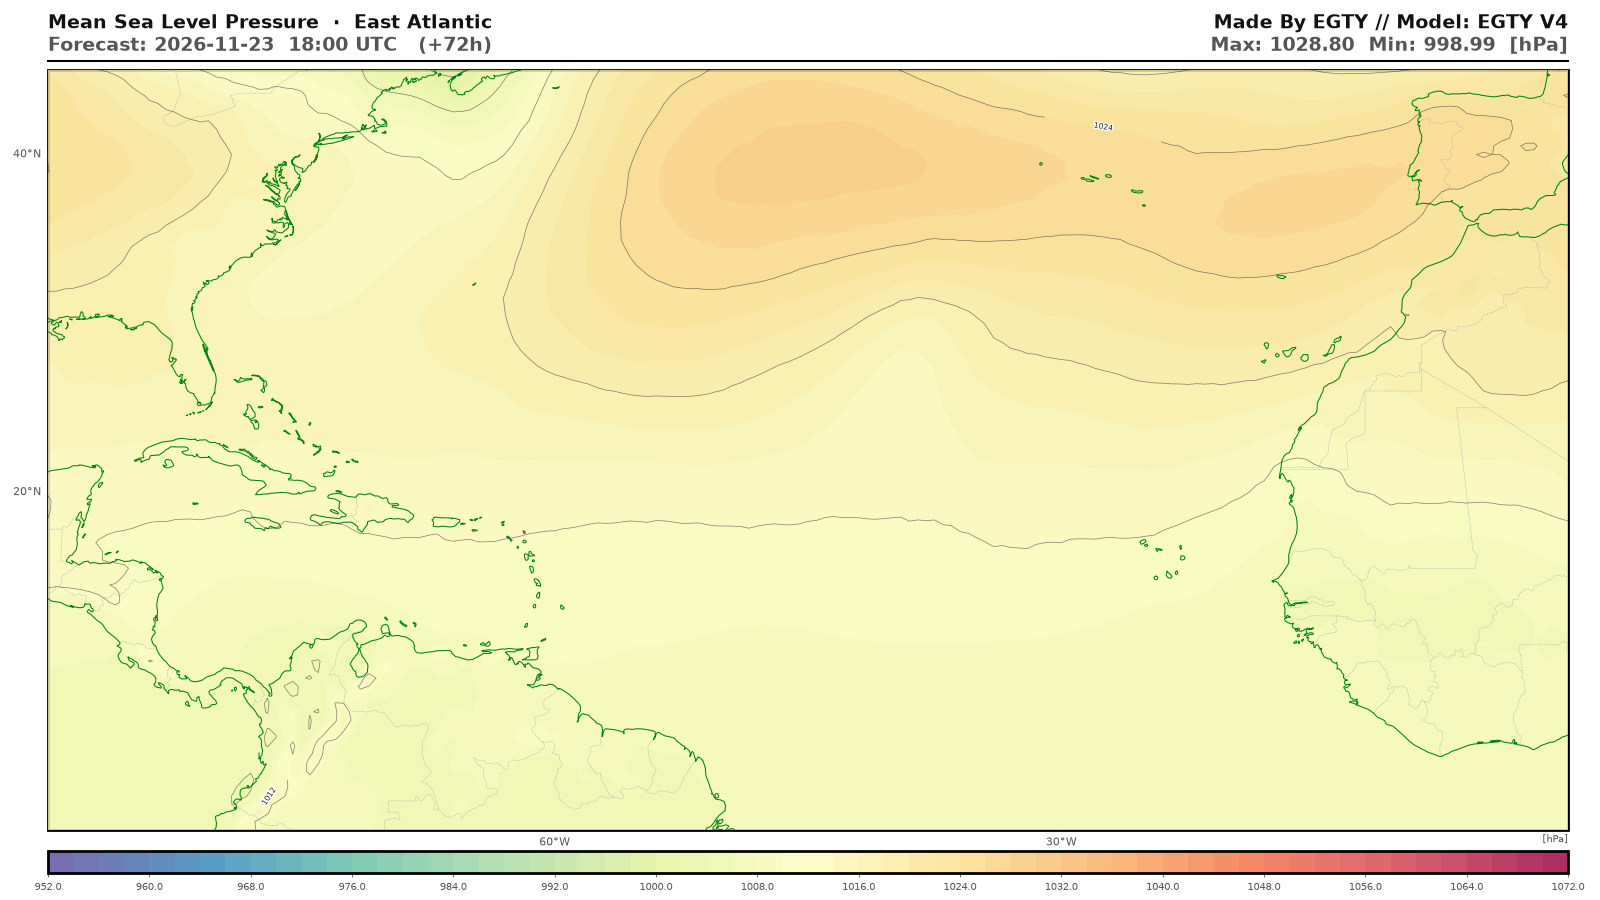 Mean Sea Level Pressure · East Atlantic
Made By EGTY // Model: EGTY V4
Forecast: 2026-11-23 18:00 UTC (+72h)
Max: 1028.80 Min: 998.99 [hPa]
1024
40°N
20°N
1012
60°W
30°W
[hPa]
952.0 960.0 968.0 976.0 984.0 992.0 1000.0 1008.0 1016.0 1024.0 1032.0 1040.0 1048.0 1056.0 1064.0 1072.0